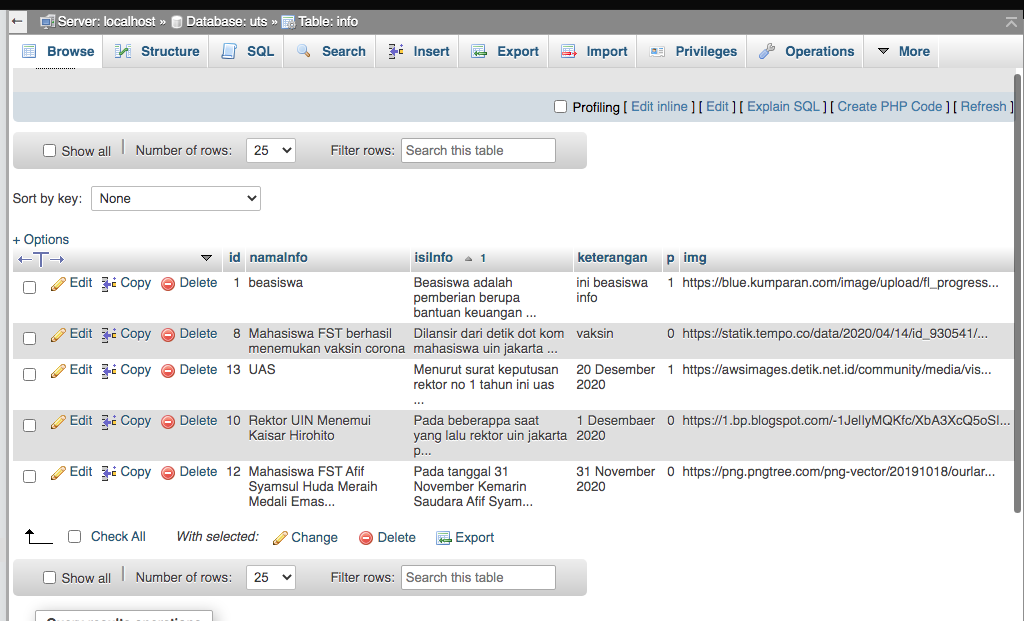 Server: localhost » Database: uts » Table: info
Browse Structure SQL Search Insert Export Import Privileges Operations More
Profiling [ Edit inline ] [ Edit ] [ Explain SQL ] [ Create PHP Code ] [ Refresh ]
Show all Number of rows: 25 Filter rows: Search this table
Sort by key: None
+ Options
←T→ id namaInfo isiInfo 1 keterangan p img
Edit Copy Delete 1 beasiswa Beasiswa adalah ini beasiswa 1 https://blue.kumparan.com/image/upload/fl_progress...
pemberian berupa info
bantuan keuangan ...
Edit Copy Delete 8 Mahasiswa FST berhasil Dilansir dari detik dot kom vaksin 0 https://statik.tempo.co/data/2020/04/14/id_930541/...
menemukan vaksin corona mahasiswa uin jakarta ...
Edit Copy Delete 13 UAS Menurut surat keputusan 20 Desember 1 https://awsimages.detik.net.id/community/media/vis...
rektor no 1 tahun ini uas 2020
...
Edit Copy Delete 10 Rektor UIN Menemui Pada beberappa saat 1 Desembaer 0 https://1.bp.blogspot.com/-1JelIyMQKfc/XbA3XcQ5oSI...
Kaisar Hirohito yang lalu rektor uin jakarta 2020
p...
Edit Copy Delete 12 Mahasiswa FST Afif Pada tanggal 31 31 November 0 https://png.pngtree.com/png-vector/20191018/ourlar...
Syamsul Huda Meraih November Kemarin 2020
Medali Emas... Saudara Afif Syam...
Check All With selected: Change Delete Export
Show all Number of rows: 25 Filter rows: Search this table
Query results operations